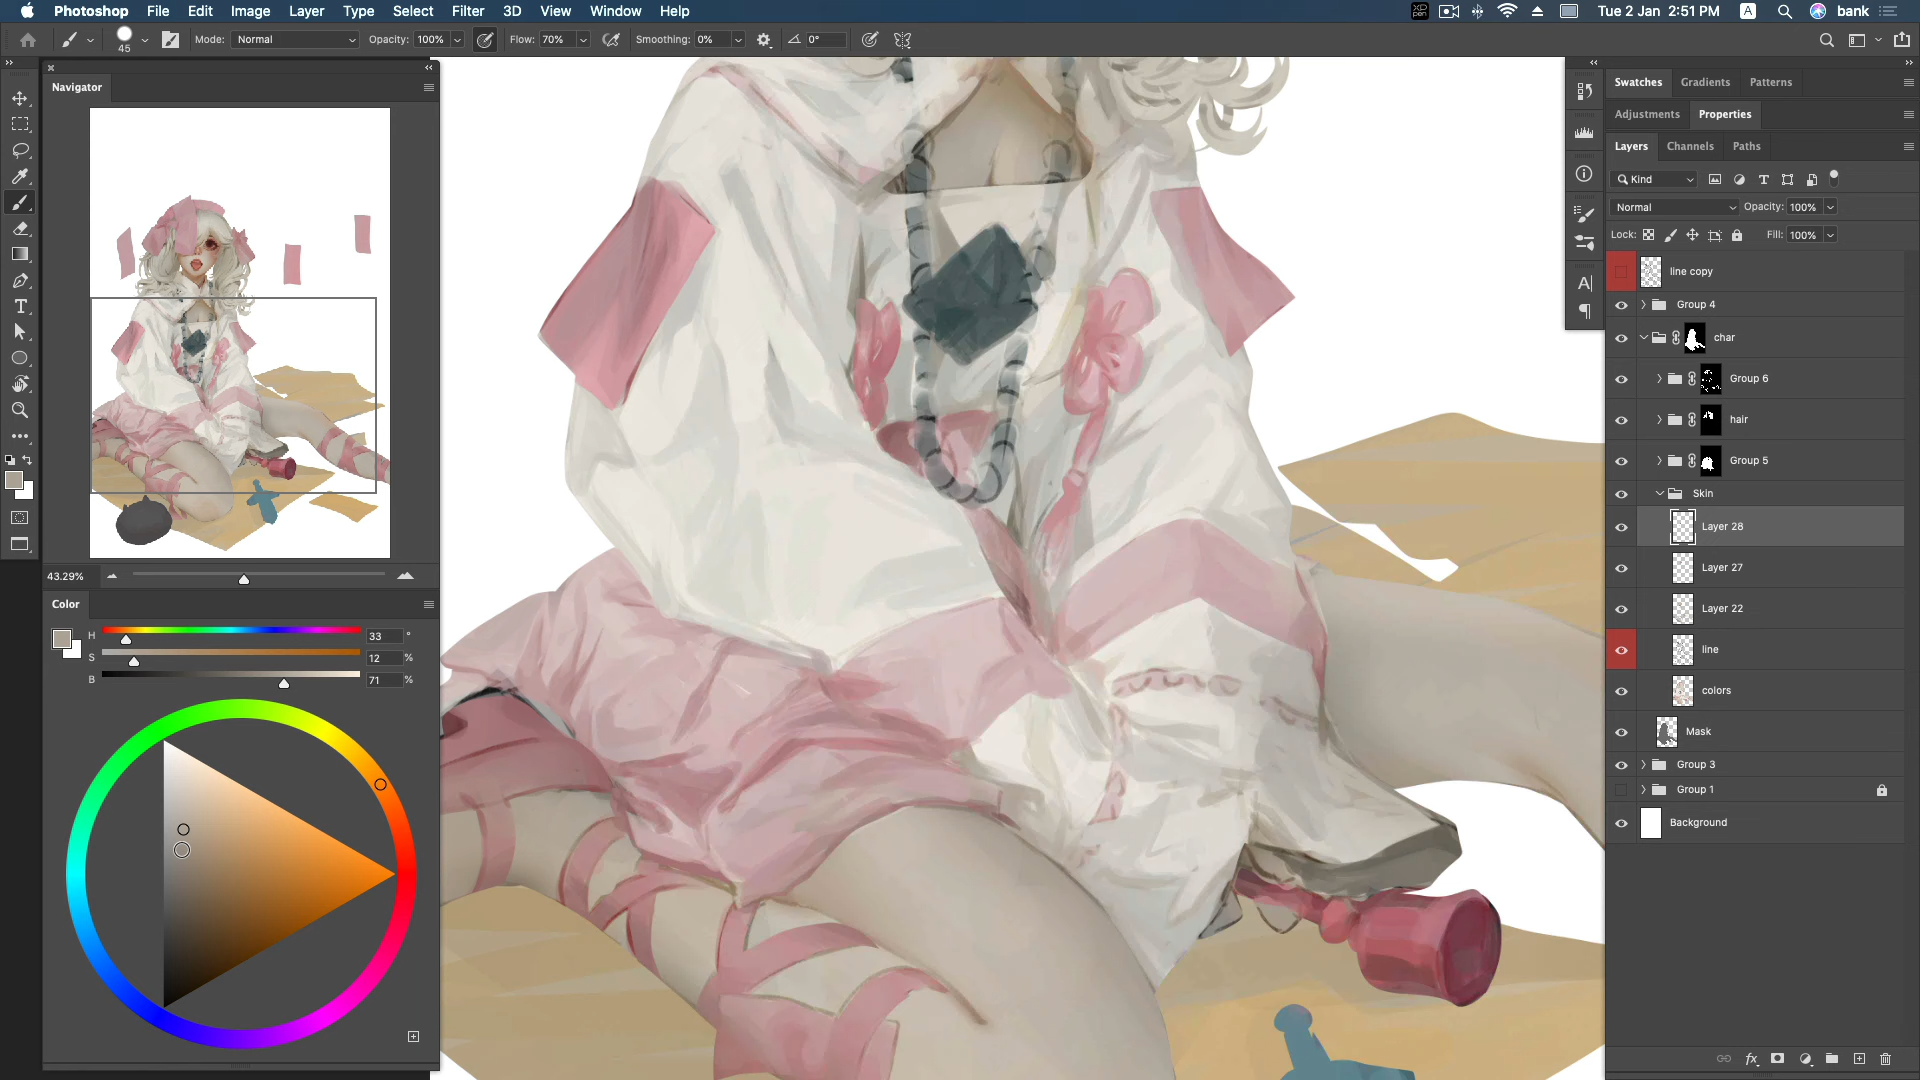 Photoshop File Edit Image Layer Type Select Filter 3D View Window Help
XP pen Tue 2 Jan 2:51 PM A bank
45 Mode: Normal Opacity: 100% Flow: 70% Smoothing: 0% 0°
Navigator
43.29%
Color
H 33 °
S 12 %
B 71 %
Swatches Gradients Patterns
Adjustments Properties
Layers Channels Paths
Kind
Normal Opacity: 100%
Lock: Fill: 100%
line copy
Group 4
char
Group 6
hair
Group 5
Skin
Layer 28
Layer 27
Layer 22
line
colors
Mask
Group 3
Group 1
Background
fx